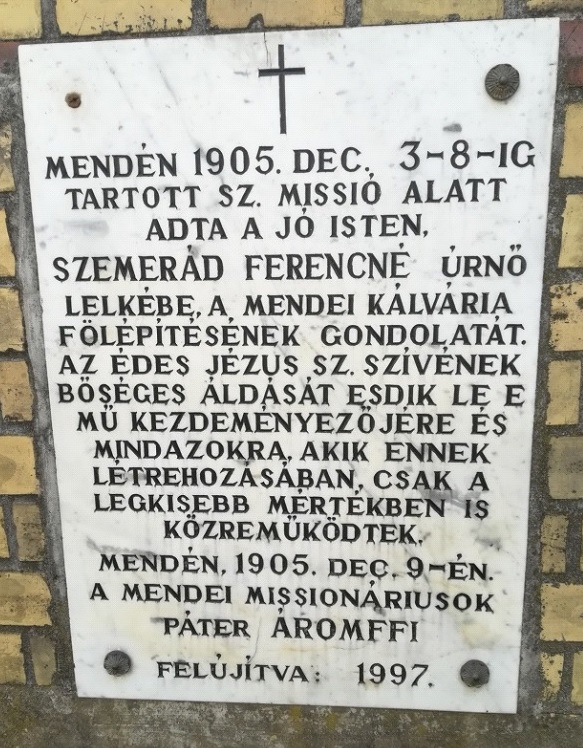 MENDÉN 1905. DEC. 3-8-IG
TARTOTT SZ. MISSIÓ ALATT
ADTA A JÓ ISTEN,
SZEMERÁD FERENCNÉ ÚRNŐ
LELKÉBE, A MENDEI KÁLVÁRIA
FÖLÉPÍTÉSÉNEK GONDOLATÁT.
AZ ÉDES JÉZUS SZ. SZÍVÉNEK
BŐSÉGES ÁLDÁSÁT ESDIK LE E
MŰ KEZDEMÉNYEZŐJÉRE ÉS
MINDAZOKRA, AKIK ENNEK
LÉTREHOZÁSÁBAN, CSAK A
LEGKISEBB MÉRTÉKBEN IS
KÖZREMŰKÖDTEK.
MENDÉN, 1905. DEC. 9-ÉN.
A MENDEI MISSIONÁRIUSOK
PÁTER ÁROMFFI
FELÚJÍTVA: 1997.